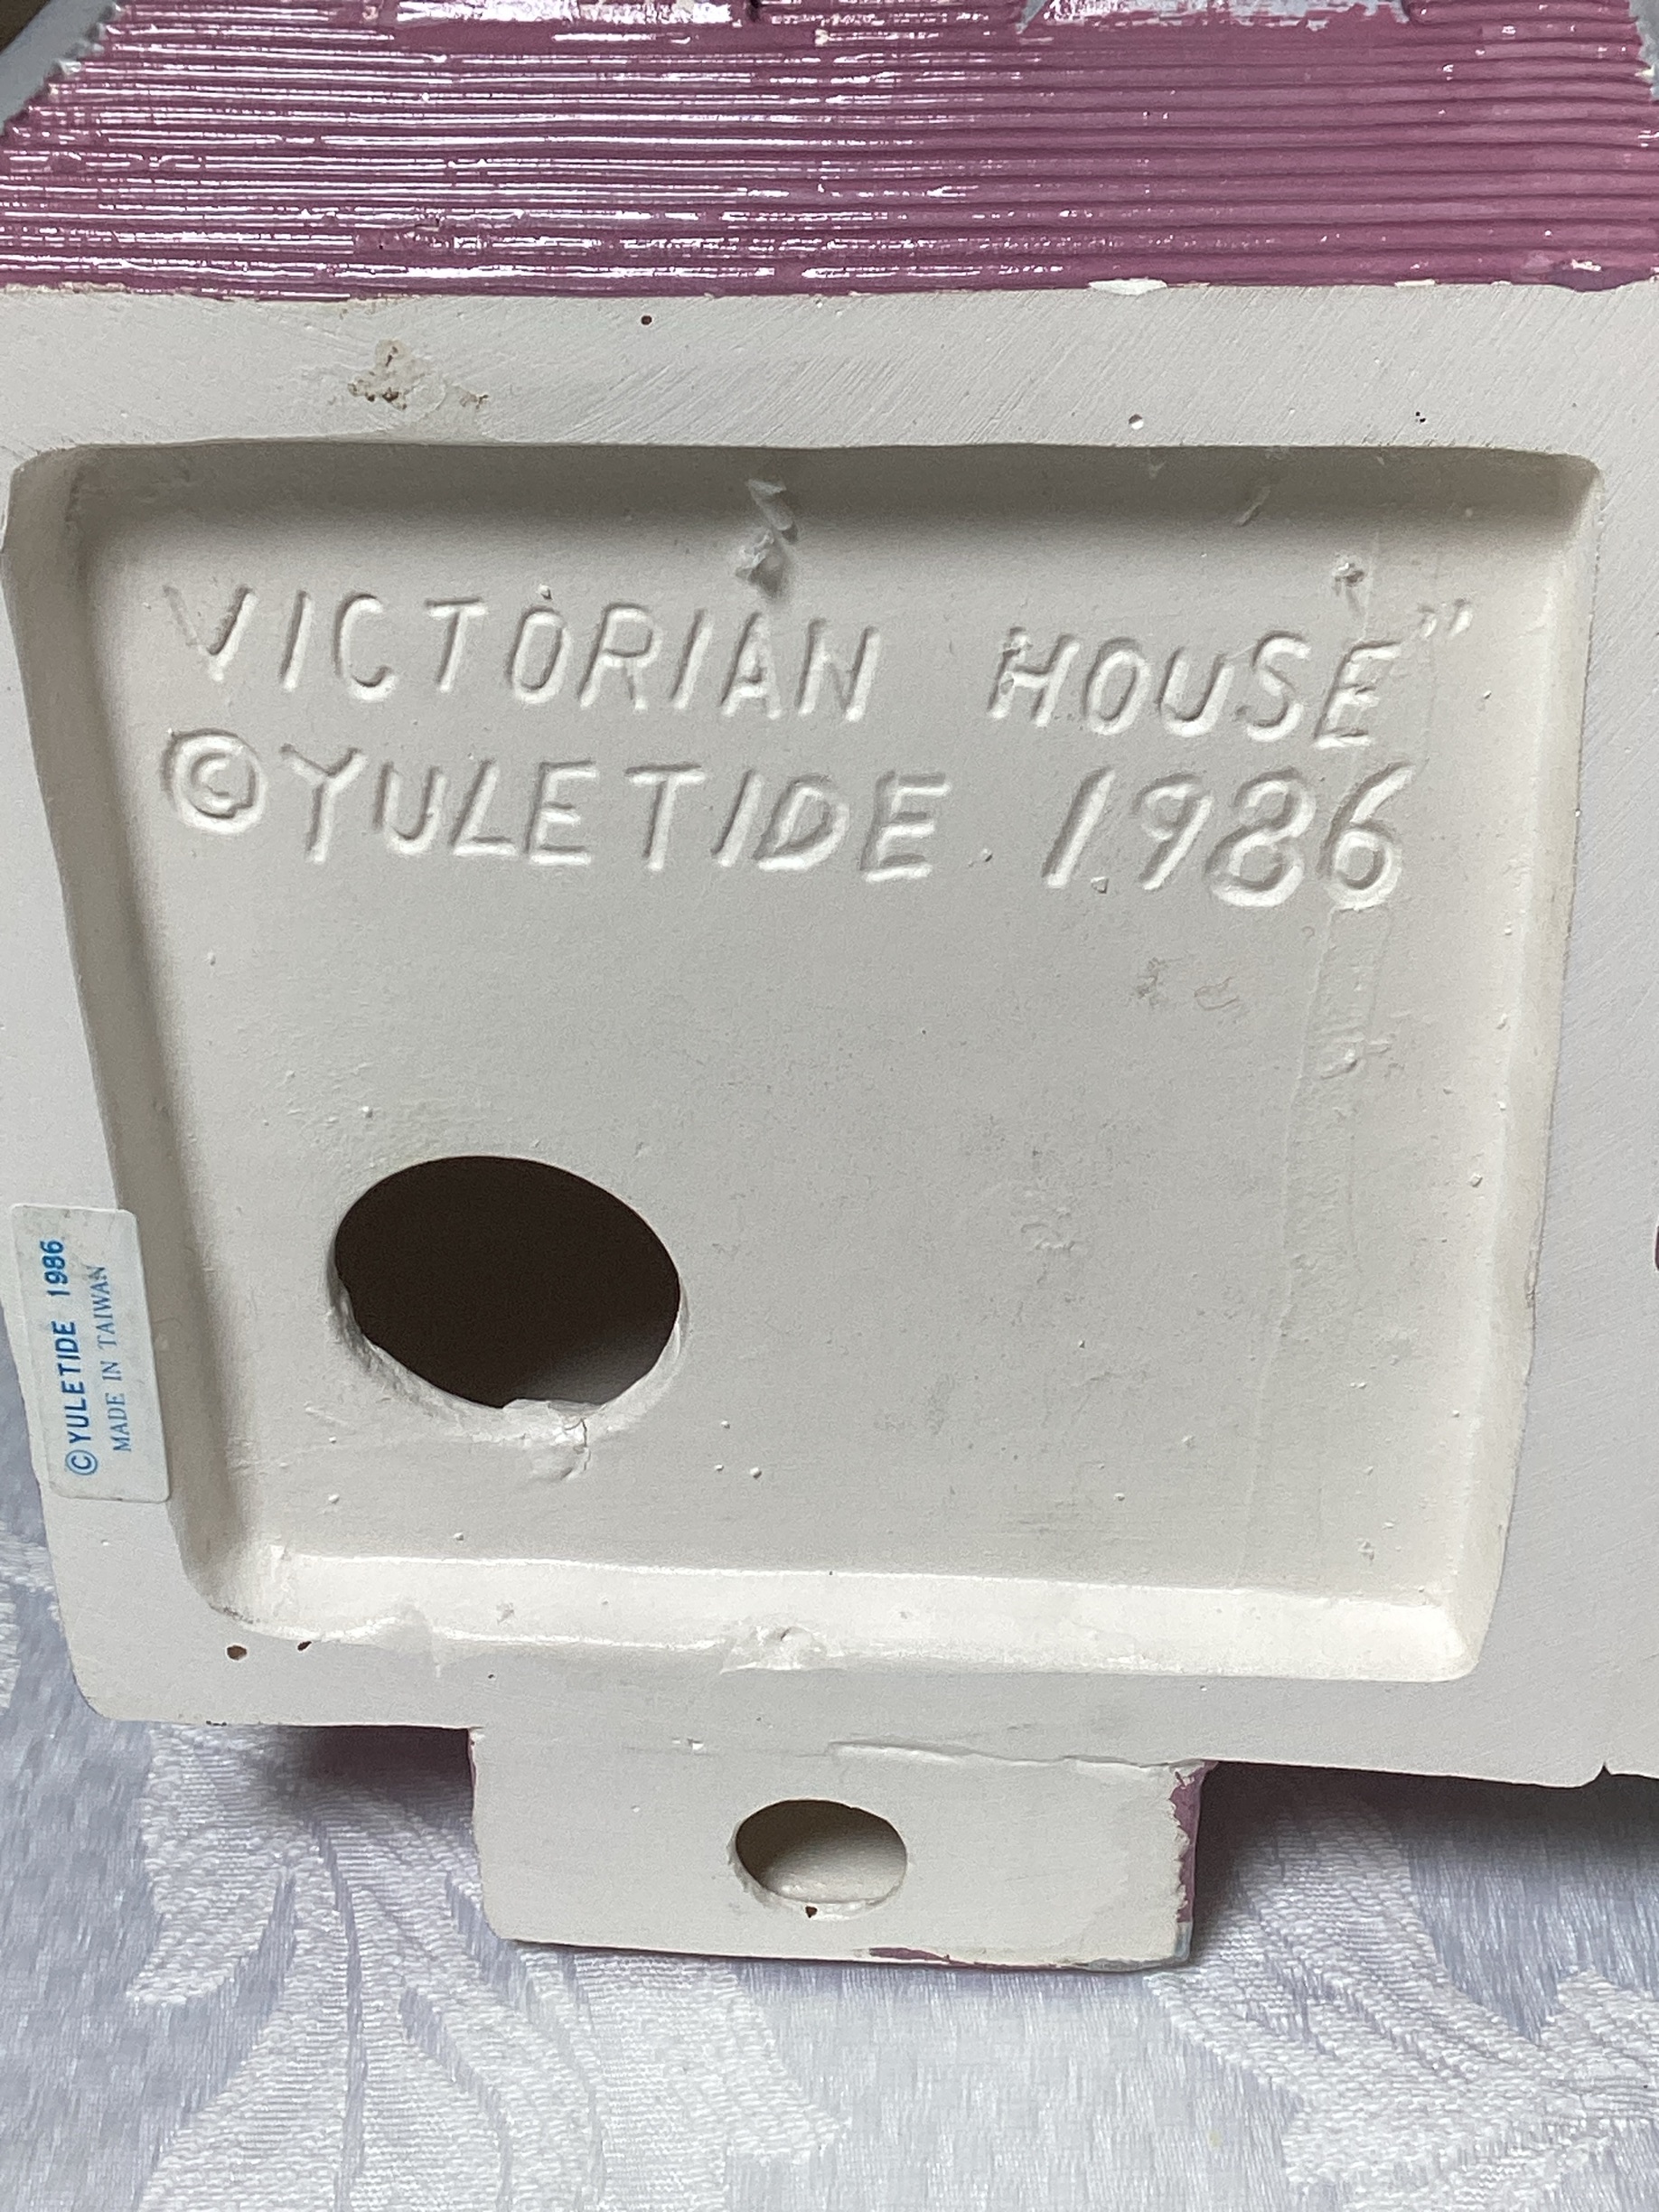 VICTORIAN HOUSE"
©YULETIDE 1986
©YULETIDE 1986
MADE IN TAIWAN